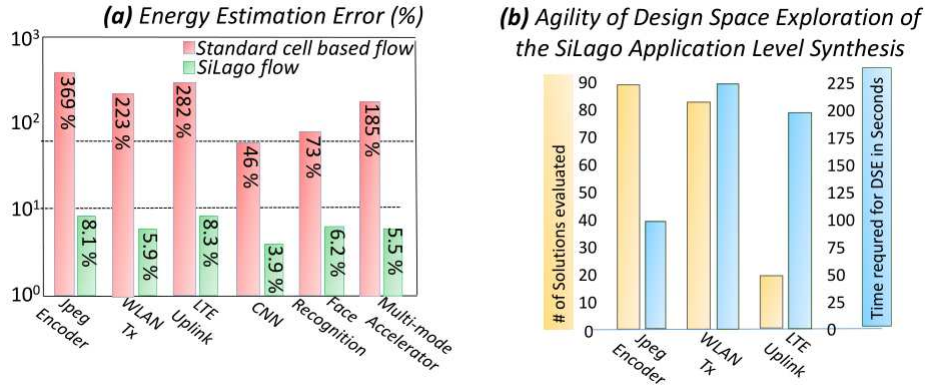 (a) Energy Estimation Error (%)
10³
10²
10¹
10⁰
Standard cell based flow
SiLago flow
369 %
8.1 %
223 %
5.9 %
282 %
8.3 %
46 %
3.9 %
73 %
6.2 %
185 %
5.5 %
Jpeg
Encoder
WLAN
Tx
LTE
Uplink
CNN
Face
Recognition
Multi-mode
Accelerator
(b) Agility of Design Space Exploration of
the SiLago Application Level Synthesis
# of Solutions evaluated
90
80
70
60
50
40
30
20
10
0
225
200
175
150
125
100
75
50
25
0
Time requred for DSE in Seconds
Jpeg
Encoder
WLAN
Tx
LTE
Uplink